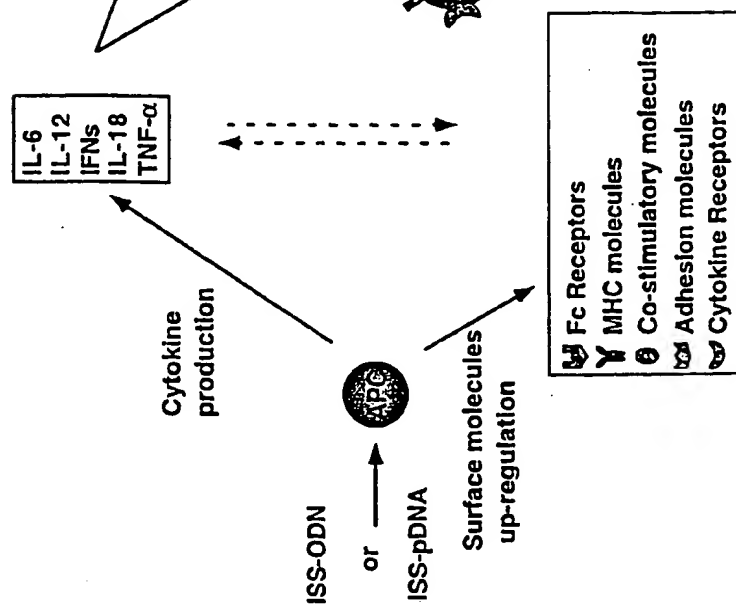 ISS-ODN
or
ISS-pDNA
APC
Cytokine
production
Surface molecules
up-regulation
IL-6
IL-12
IFNs
IL-18
TNF-α
Fc Receptors
MHC molecules
Co-stimulatory molecules
Adhesion molecules
Cytokine Receptors